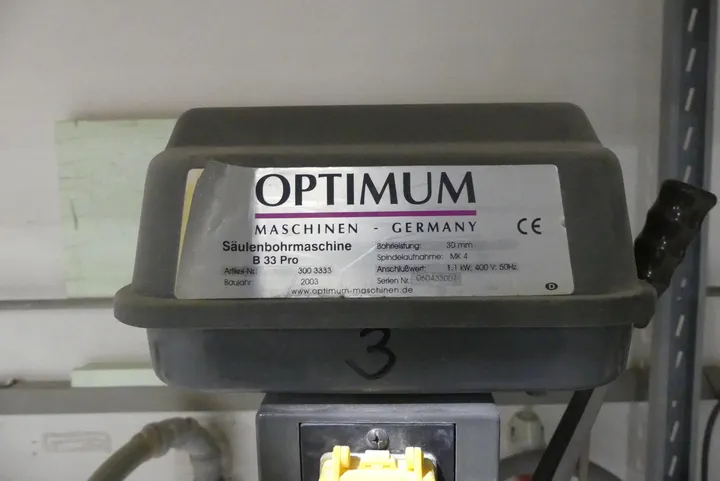 OPTIMUM
MASCHINEN - GERMANY
CE
Säulenbohrmaschine
B 33 Pro
Artikel-Nr. 300 3333
Baujahr 2003
Bohrleistung: 30 mm
Spindelaufnahme: MK 4
Anschlußwert: 1.1 kW; 400 V; 50Hz
Serien Nr.
www.optimum-maschinen.de
D
3